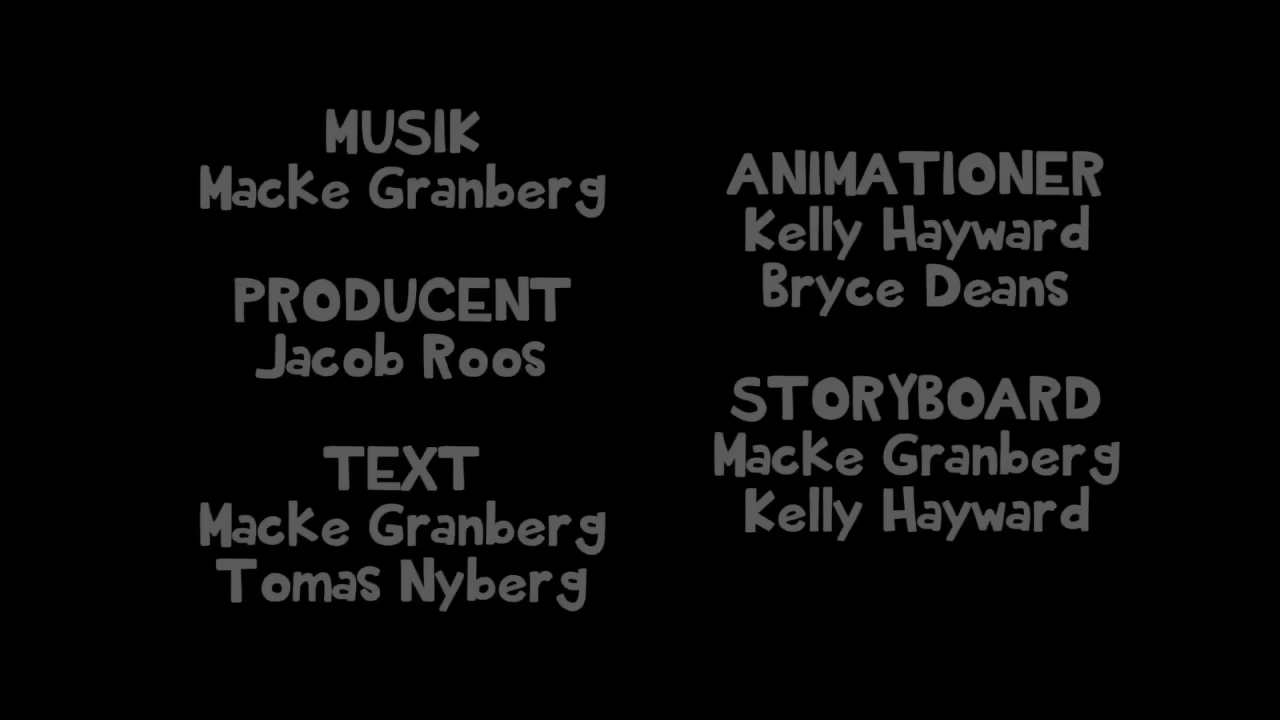 MUSIK
Macke Granberg
PRODUCENT
Jacob Roos
TEXT
Macke Granberg
Tomas Nyberg
ANIMATIONER
Kelly Hayward
Bryce Deans
STORYBOARD
Macke Granberg
Kelly Hayward